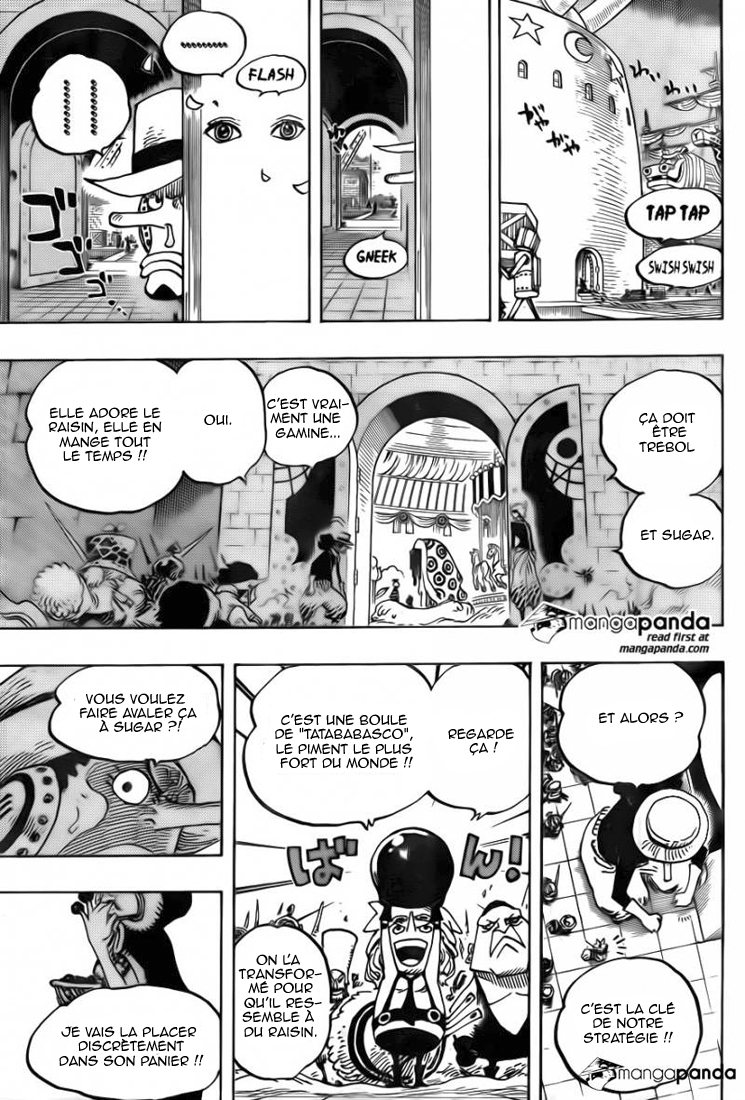 TAP TAP
SWISH SWISH
GNEEK
FLASH
ÇA DOIT
ÊTRE
TREBOL
ET SUGAR.
C'EST VRAI-
MENT UNE
GAMINE...
OUI.
ELLE ADORE LE
RAISIN, ELLE EN
MANGE TOUT
LE TEMPS !!
mangapanda
read first at
mangapanda.com
ET ALORS ?
C'EST LA CLÉ
DE NOTRE
STRATÉGIE !!
REGARDE
ÇA !
C'EST UNE BOULE
DE "TATABABASCO",
LE PIMENT LE PLUS
FORT DU MONDE !!
ばん!
ON L'A
TRANSFOR-
MÉ POUR
QU'IL RES-
SEMBLE À
DU RAISIN.
VOUS VOULEZ
FAIRE AVALER ÇA
À SUGAR ?!
JE VAIS LA PLACER
DISCRÈTEMENT
DANS SON PANIER !!
mangapanda